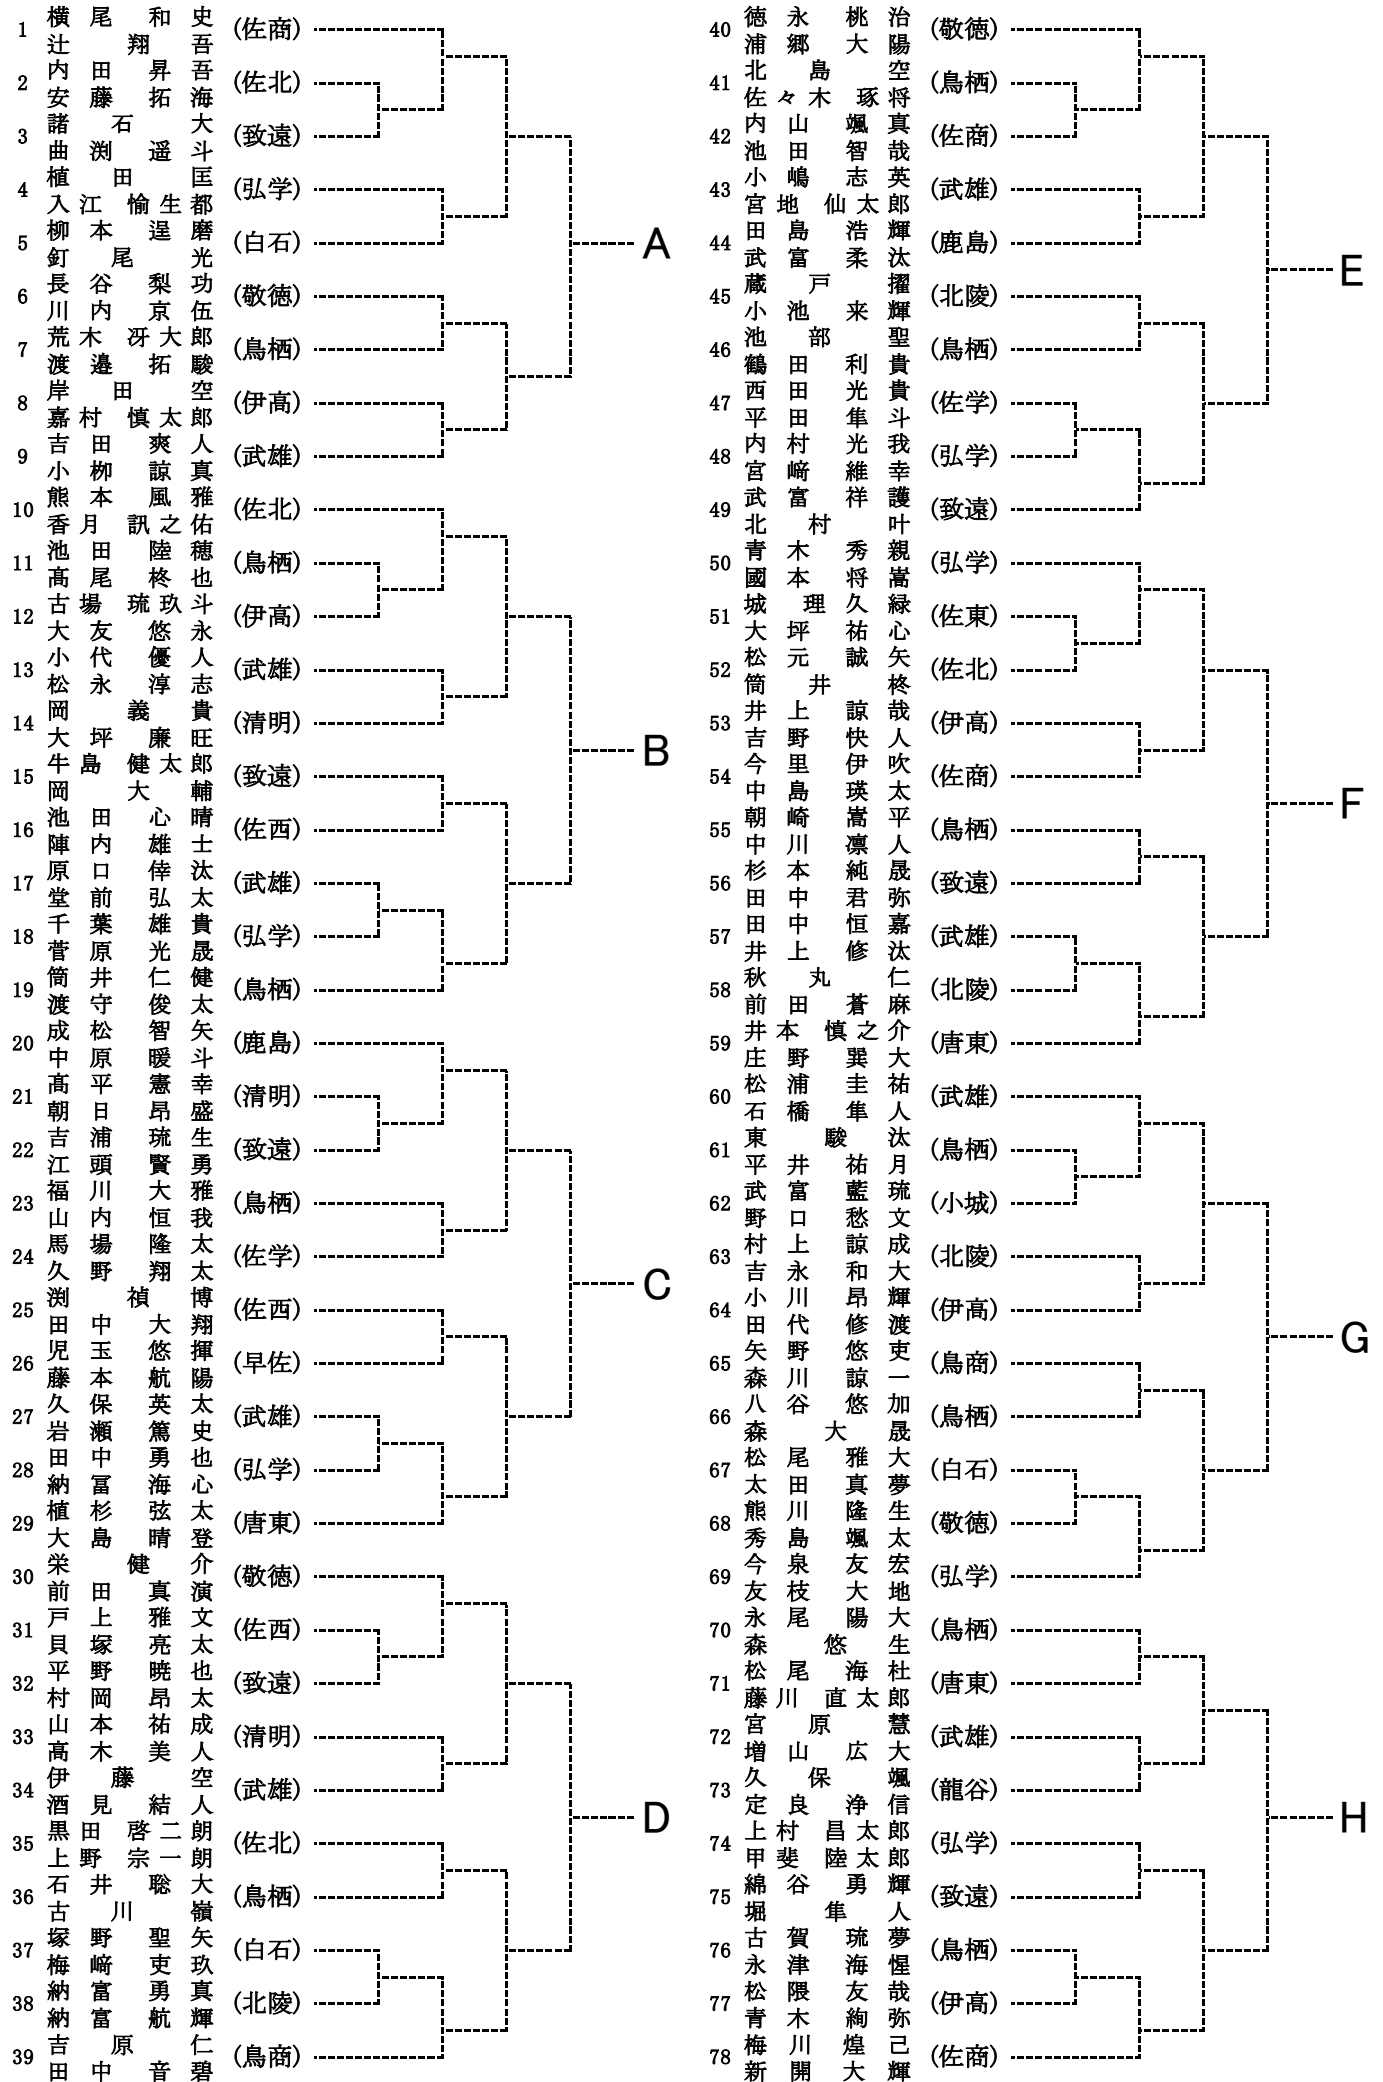 1 横尾和史 (佐商)
辻翔吾
2 内田昇吾 (佐北)
安藤拓海
3 諸石大 (致遠)
曲渕遥斗
4 植田匡 (弘学)
入江愉生都
5 柳本逞磨 (白石)
釘尾光
A
6 長谷梨功 (敬徳)
川内京伍
7 荒木冴大郎 (鳥栖)
渡邉拓駿
8 岸田空 (伊高)
嘉村慎太郎
9 吉田爽人 (武雄)
小栁諒真
10 熊本風雅 (佐北)
香月訊之佑
11 池田陸穂 (鳥栖)
髙尾柊也
12 古場琉玖斗 (伊高)
大友悠永
13 小代優人 (武雄)
松永淳志
14 岡義貴 (清明)
大坪廉旺
B
15 牛島健太郎 (致遠)
岡大輔
16 池田心晴 (佐西)
陣内雄士
17 原口倖汰 (武雄)
堂前弘太
18 千葉雄貴 (弘学)
菅原光晟
19 筒井仁健 (鳥栖)
渡守俊太
20 成松智矢 (鹿島)
中原暖斗
21 髙平憲幸 (清明)
朝日昂盛
22 吉浦琉生 (致遠)
江頭賢勇
23 福川大雅 (鳥栖)
山内恒我
24 馬場隆太 (佐学)
久野翔太
C
25 渕禎博 (佐西)
田中大翔
26 児玉悠揮 (早佐)
藤本航陽
27 久保英太 (武雄)
岩瀬篤史
28 田中勇也 (弘学)
納冨海心
29 植杉弦太 (唐東)
大島晴登
30 栄健介 (敬徳)
前田真演
31 戸上雅文 (佐西)
貝塚亮太
32 平野暁也 (致遠)
村岡昂太
33 山本祐成 (清明)
髙木美人
34 伊藤空 (武雄)
酒見結人
D
35 黒田啓二朗 (佐北)
上野宗一朗
36 石井聡大 (鳥栖)
古川嶺
37 塚野聖矢 (白石)
梅﨑吏玖
38 納富勇真 (北陵)
納富航輝
39 吉原仁 (鳥商)
田中音碧
40 徳永桃治 (敬徳)
浦郷大陽
41 北島空 (鳥栖)
佐々木琢将
42 内山颯真 (佐商)
池田智哉
43 小嶋志英 (武雄)
宮地仙太郎
44 田島浩輝 (鹿島)
武富柔汰
E
45 蔵戸擢 (北陵)
小池来輝
46 池部聖 (鳥栖)
鶴田利貴
47 西田光貴 (佐学)
平田隼斗
48 内村光我 (弘学)
宮﨑維幸
49 武富祥護 (致遠)
北村叶
50 青木秀親 (弘学)
國本将嵩
51 城理久緑 (佐東)
大坪祐心
52 松元誠矢 (佐北)
筒井柊
53 井上諒哉 (伊高)
吉野快人
54 今里伊吹 (佐商)
中島瑛太
F
55 朝崎嵩平 (鳥栖)
中川凛人
56 杉本純晟 (致遠)
田中君弥
57 田中恒嘉 (武雄)
井上修汰
58 秋丸仁 (北陵)
前田蒼麻
59 井本慎之介 (唐東)
庄野巽大
60 松浦圭祐 (武雄)
石橋隼人
61 東駿汰 (鳥栖)
平井祐月
62 武富藍琉 (小城)
野口愁文
63 村上諒成 (北陵)
吉永和大
64 小川昂輝 (伊高)
田代修渡
G
65 矢野悠吏 (鳥商)
森川諒一
66 八谷悠加 (鳥栖)
森大晟
67 松尾雅大 (白石)
太田真夢
68 熊川隆生 (敬徳)
秀島颯太
69 今泉友宏 (弘学)
友枝大地
70 永尾陽大 (鳥栖)
森悠生
71 松尾海杜 (唐東)
藤川直太郎
72 宮原慧 (武雄)
増山広大
73 久保颯 (龍谷)
定良浄信
H
74 上村昌太郎 (弘学)
甲斐陸太郎
75 綿谷勇輝 (致遠)
堀隼人
76 古賀琉夢 (鳥栖)
永津海惺
77 松隈友哉 (伊高)
青木絢弥
78 梅川煌己 (佐商)
新開大輝